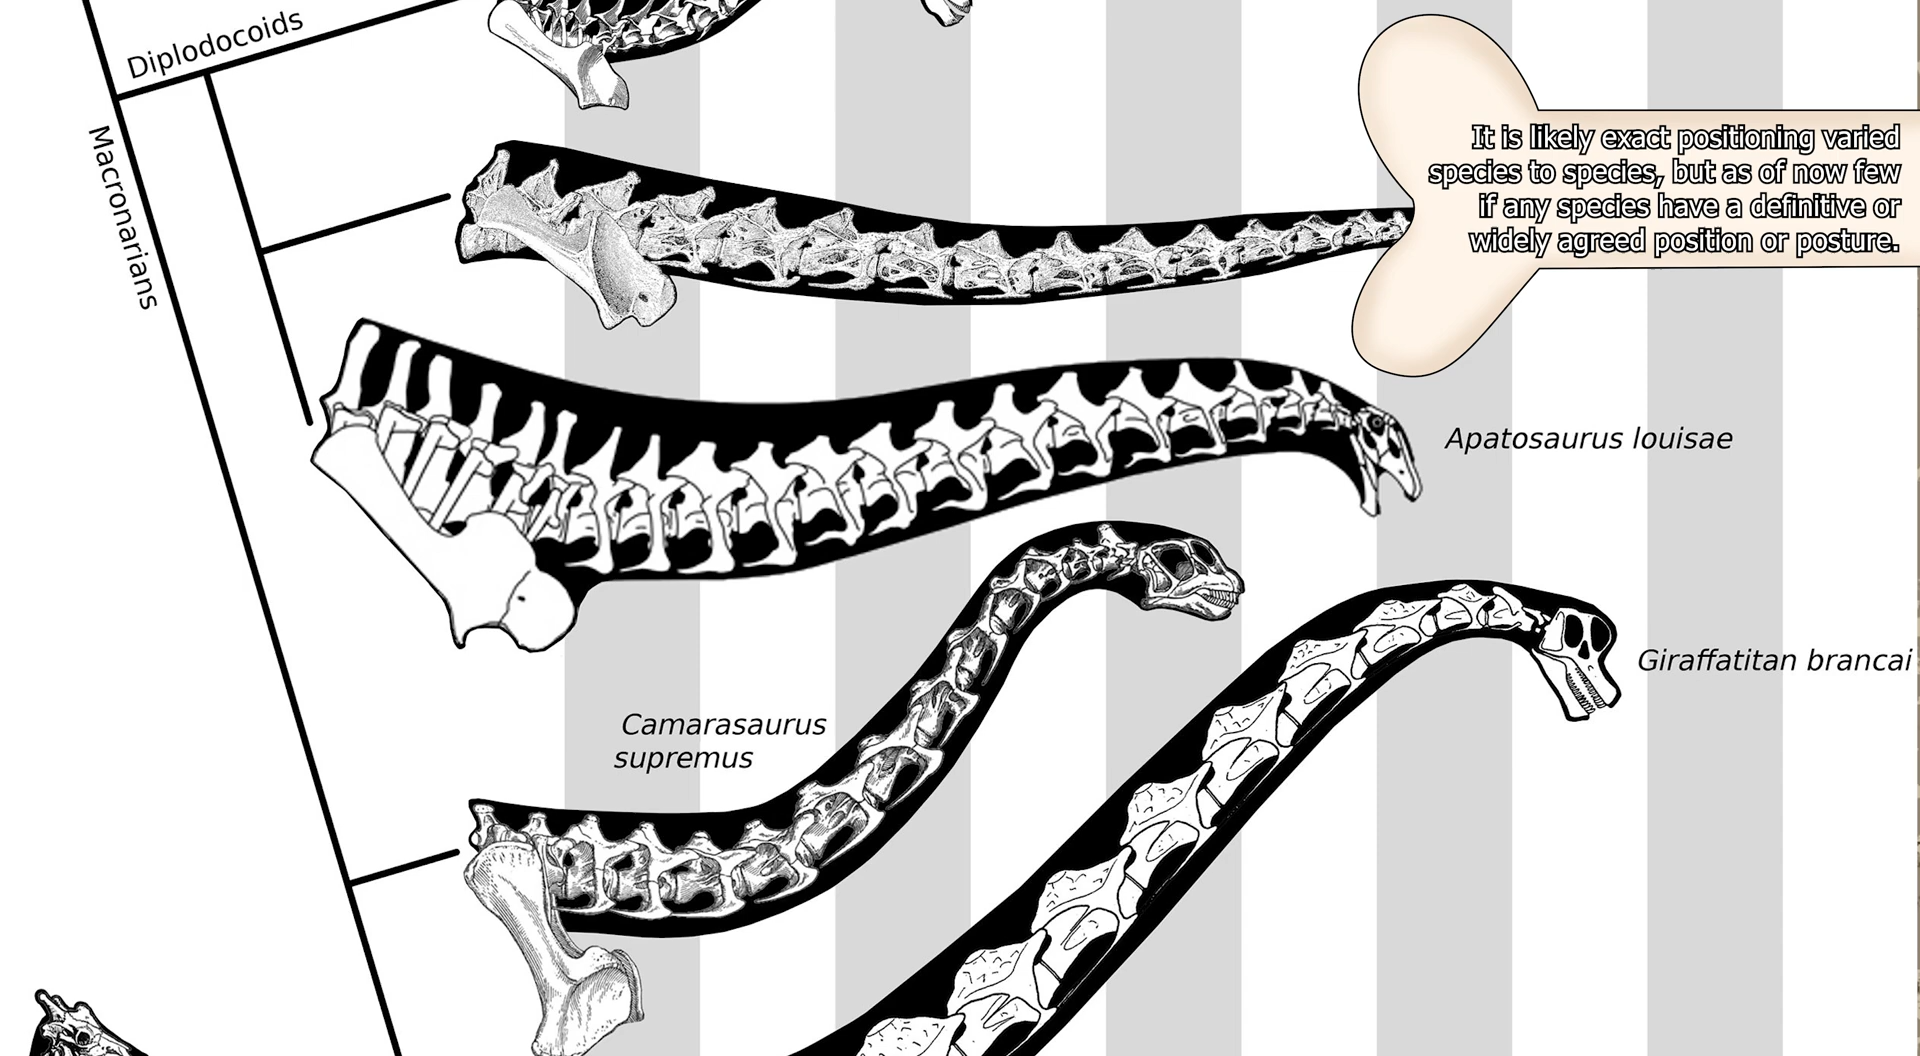 Diplodocoids
Macronarians
It is likely exact positioning varied
species to species, but as of now few
if any species have a definitive or
widely agreed position or posture.
Apatosaurus louisae
Giraffatitan brancai
Camarasaurus
supremus